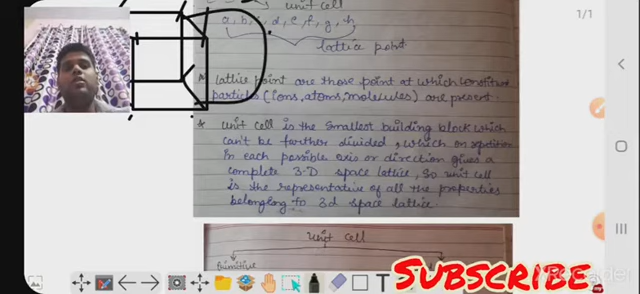 1/1
unit cell
a, b, c, d, e, f, g, h
lattice point
lattice point are those point at which constituent
particles (ions, atoms, molecules) are present.
* Unit cell is the smallest building block which
can't be further divided, which on repetition
in each possible axis or direction gives a
complete 3-D space lattice, so unit cell
is the representative of all the properties
belonging to 3d space lattice.
Unit cell
Primitive
SUBSCRIBE